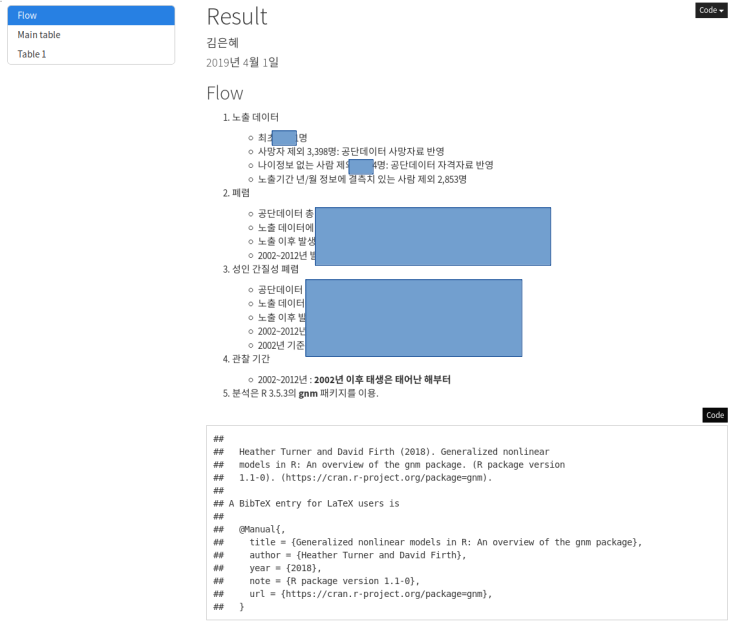 Flow
Main table
Table 1
Result
Code
김은혜
2019년 4월 1일
Flow
1. 노출 데이터
최초 명
사망자 제외 3,398명: 공단데이터 사망자료 반영
나이정보 없는 사람 제외 4명: 공단데이터 자격자료 반영
노출기간 년/월 정보에 결측치 있는 사람 제외 2,853명
2. 폐렴
공단데이터 총
노출 데이터에
노출 이후 발생
2002~2012년
3. 성인 간질성 폐렴
공단데이터
노출 데이터
노출 이후
2002~2012년
2002년 기준
4. 관찰 기간
2002~2012년 : 2002년 이후 태생은 태어난 해부터
5. 분석은 R 3.5.3의 gnm 패키지를 이용.
Code
##
## Heather Turner and David Firth (2018). Generalized nonlinear
## models in R: An overview of the gnm package. (R package version
## 1.1-0). (https://cran.r-project.org/package=gnm).
##
## A BibTeX entry for LaTeX users is
##
## @Manual{,
## title = {Generalized nonlinear models in R: An overview of the gnm package},
## author = {Heather Turner and David Firth},
## year = {2018},
## note = {R package version 1.1-0},
## url = {https://cran.r-project.org/package=gnm},
## }